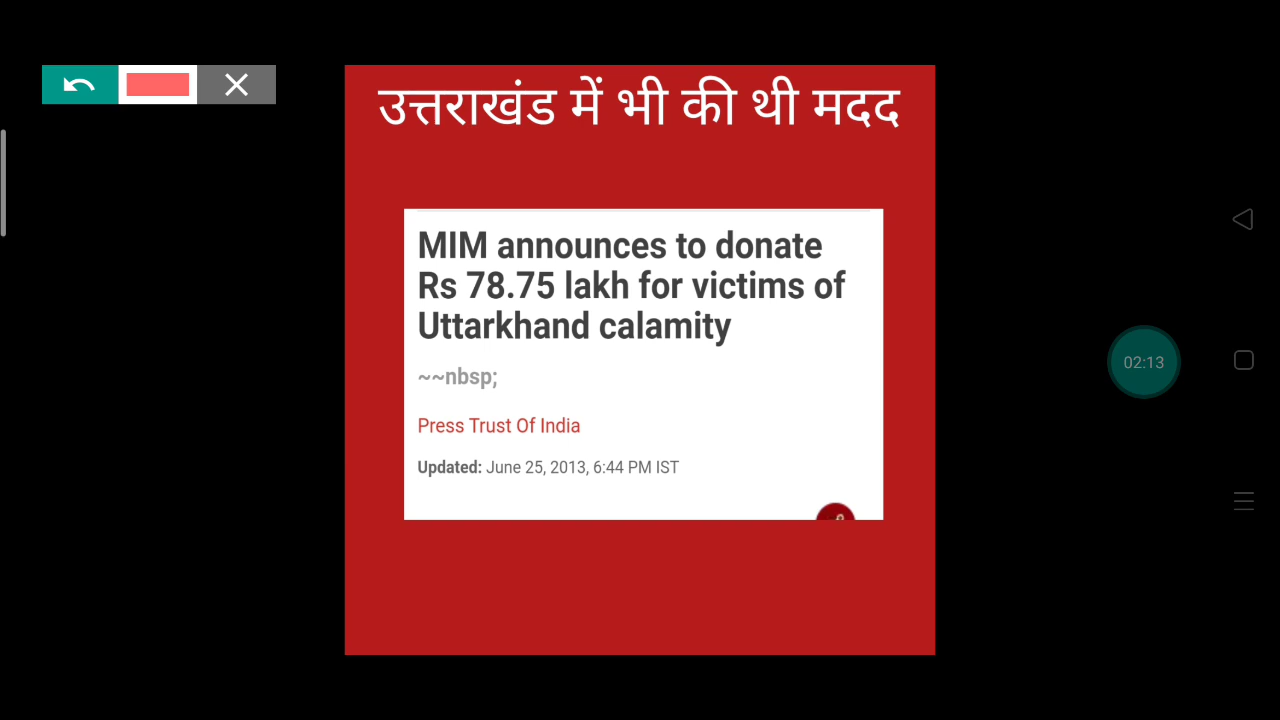 उत्तराखंड में भी की थी मदद
MIM announces to donate
Rs 78.75 lakh for victims of
Uttarkhand calamity
~~nbsp;
Press Trust Of India
02:13
Updated: June 25, 2013, 6:44 PM IST